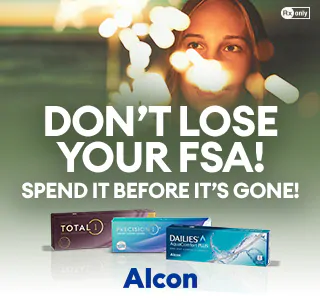 Rx only
DON'T LOSE
YOUR FSA!
SPEND IT BEFORE IT'S GONE!
TOTAL 1
PRECISION 1
DAILIES
AquaComfort PLUS
Alcon
Alcon